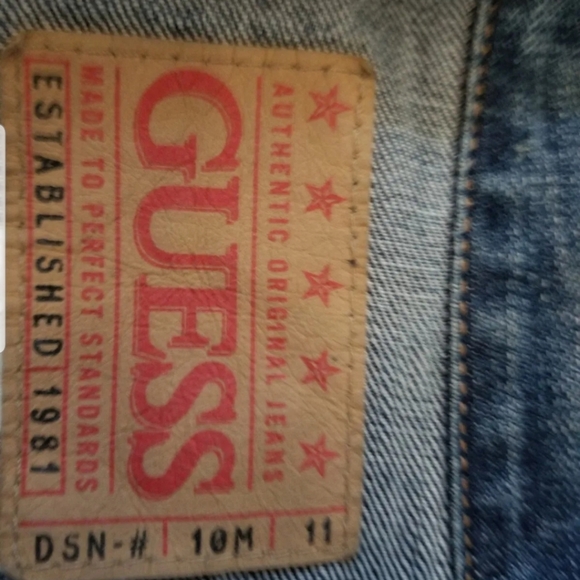 AUTHENTIC ORIGINAL JEANS
GUESS
MADE TO PERFECT STANDARDS
ESTABLISHED 1981
DSN-# 10M 11